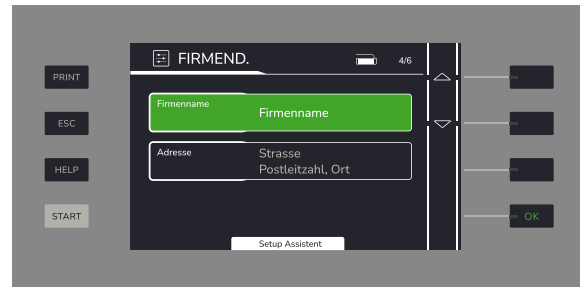 FIRMEND.
4/6
PRINT
Firmenname
Firmenname
ESC
Adresse
Strasse
Postleitzahl, Ort
HELP
START
OK
Setup Assistent